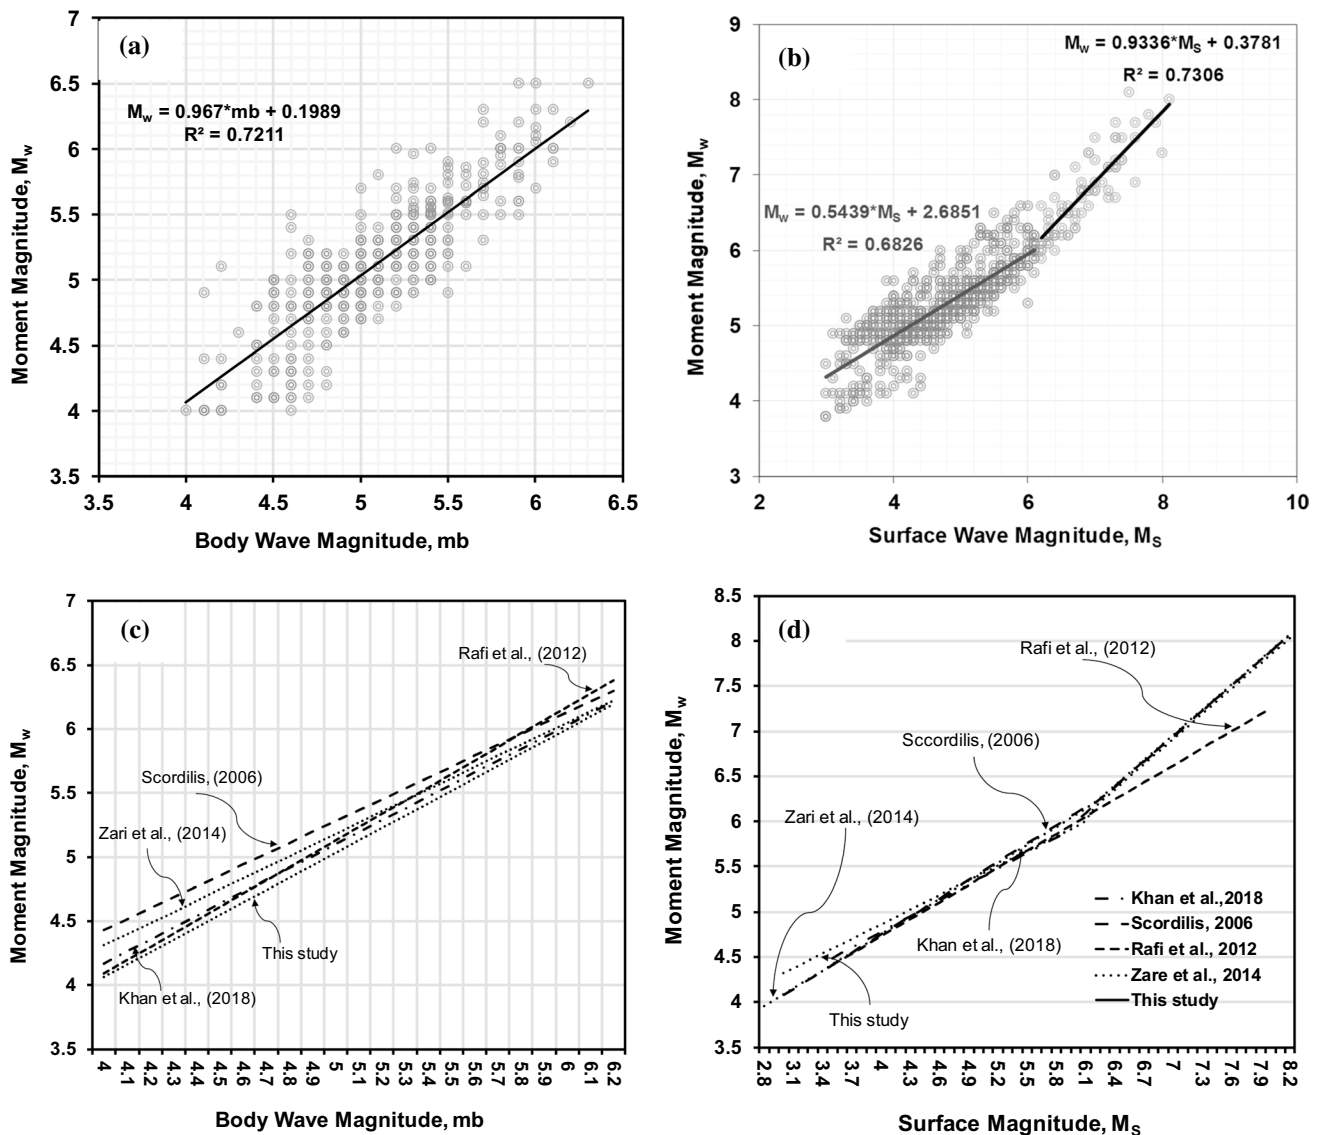 (a)
M_w = 0.967*mb + 0.1989
R² = 0.7211
7
6.5
6
5.5
5
4.5
4
3.5
Moment Magnitude, M_w
3.5
4
4.5
5
5.5
6
6.5
Body Wave Magnitude, mb
(b)
M_w = 0.9336*M_S + 0.3781
R² = 0.7306
M_w = 0.5439*M_S + 2.6851
R² = 0.6826
9
8
7
6
5
4
3
Moment Magnitude, M_w
2
4
6
8
10
Surface Wave Magnitude, M_S
(c)
Rafi et al., (2012)
Scordilis, (2006)
Zari et al., (2014)
This study
Khan et al., (2018)
7
6.5
6
5.5
5
4.5
4
3.5
Moment Magnitude, M_w
4
4.1
4.2
4.3
4.4
4.5
4.6
4.7
4.8
4.9
5
5.1
5.2
5.3
5.4
5.5
5.6
5.7
5.8
5.9
6
6.1
6.2
Body Wave Magnitude, mb
(d)
Rafi et al., (2012)
Sccordilis, (2006)
Zari et al., (2014)
Khan et al., (2018)
This study
Khan et al.,2018
Scordilis, 2006
Rafi et al., 2012
Zare et al., 2014
This study
8.5
8
7.5
7
6.5
6
5.5
5
4.5
4
3.5
Moment Magnitude, M_w
2.8
3.1
3.4
3.7
4
4.3
4.6
4.9
5.2
5.5
5.8
6.1
6.4
6.7
7
7.3
7.6
7.9
8.2
Surface Magnitude, M_S